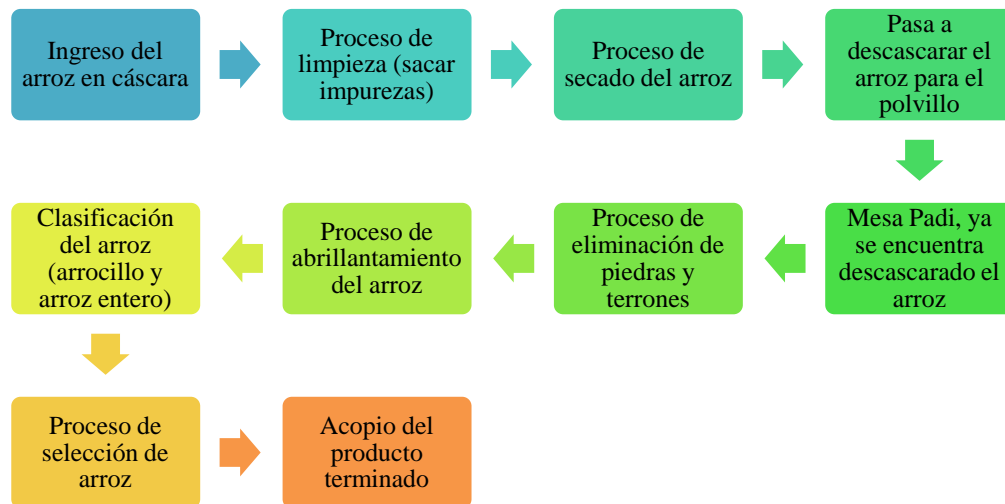 Ingreso del
arroz en cáscara
Proceso de
limpieza (sacar
impurezas)
Proceso de
secado del arroz
Pasa a
descascarar el
arroz para el
polvillo
Mesa Padi, ya
se encuentra
descascarado el
arroz
Proceso de
eliminación de
piedras y
terrones
Proceso de
abrillantamiento
del arroz
Clasificación
del arroz
(arrocillo y
arroz entero)
Proceso de
selección de
arroz
Acopio del
producto
terminado